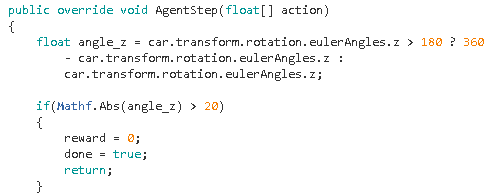 public override void AgentStep(float[] action)
{
    float angle_z = car.transform.rotation.eulerAngles.z > 180 ? 360
        - car.transform.rotation.eulerAngles.z :
        car.transform.rotation.eulerAngles.z;
    if(Mathf.Abs(angle_z) > 20)
    {
        reward = 0;
        done = true;
        return;
    }